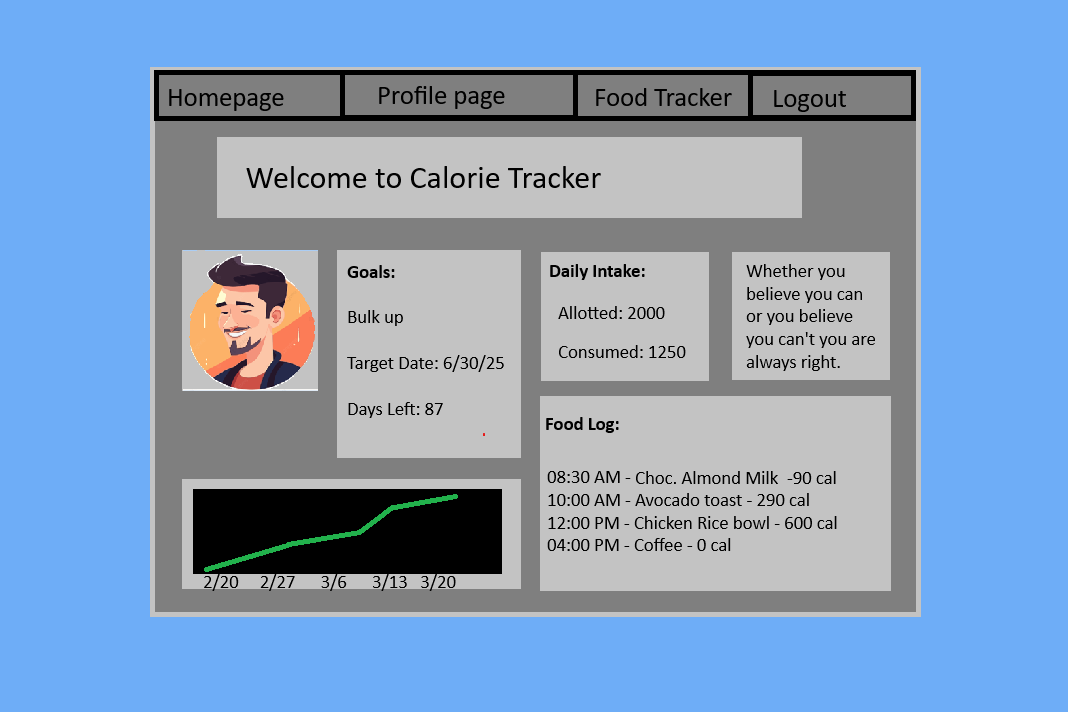 Homepage
Profile page
Food Tracker
Logout
Welcome to Calorie Tracker
Goals:
Bulk up
Target Date: 6/30/25
Days Left: 87
Daily Intake:
Allotted: 2000
Consumed: 1250
Whether you
believe you can
or you believe
you can't you are
always right.
Food Log:
08:30 AM - Choc. Almond Milk  -90 cal
10:00 AM - Avocado toast - 290 cal
12:00 PM - Chicken Rice bowl - 600 cal
04:00 PM - Coffee - 0 cal
2/20 2/27 3/6 3/13 3/20